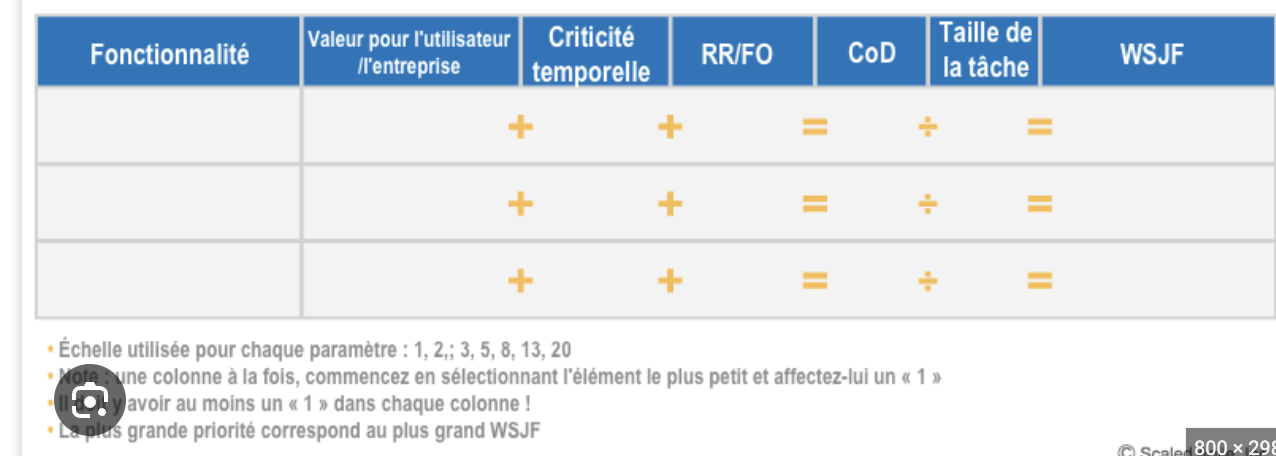 Fonctionnalité
Valeur pour l'utilisateur
/l'entreprise
Criticité
temporelle
RR/FO
CoD
Taille de
la tâche
WSJF
+ + = ÷ =
+ + = ÷ =
+ + = ÷ =
• Échelle utilisée pour chaque paramètre : 1, 2,; 3, 5, 8, 13, 20
• Note : une colonne à la fois, commencez en sélectionnant l'élément le plus petit et affectez-lui un « 1 »
• Il doit y avoir au moins un « 1 » dans chaque colonne !
• La plus grande priorité correspond au plus grand WSJF
© Scaled
800 × 298